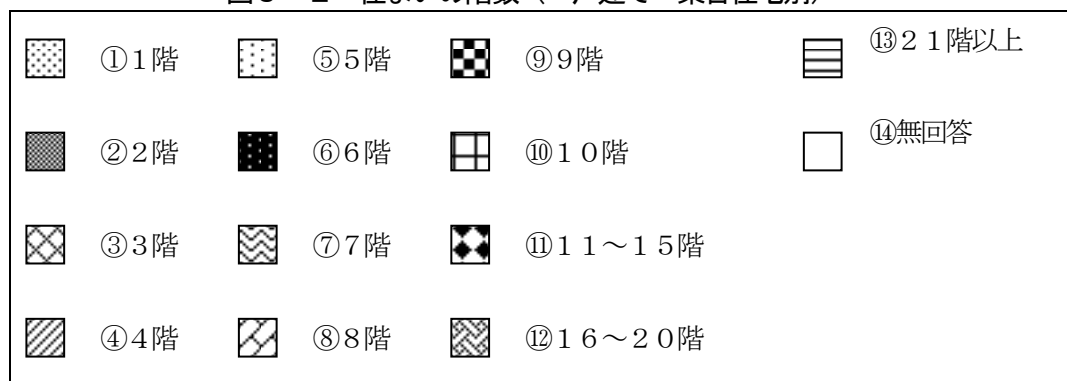 ①１階 ⑤５階 ⑨９階 ⑬２１階以上
②２階 ⑥６階 ⑩１０階 ⑭無回答
③３階 ⑦７階 ⑪１１～１５階
④４階 ⑧８階 ⑫１６～２０階